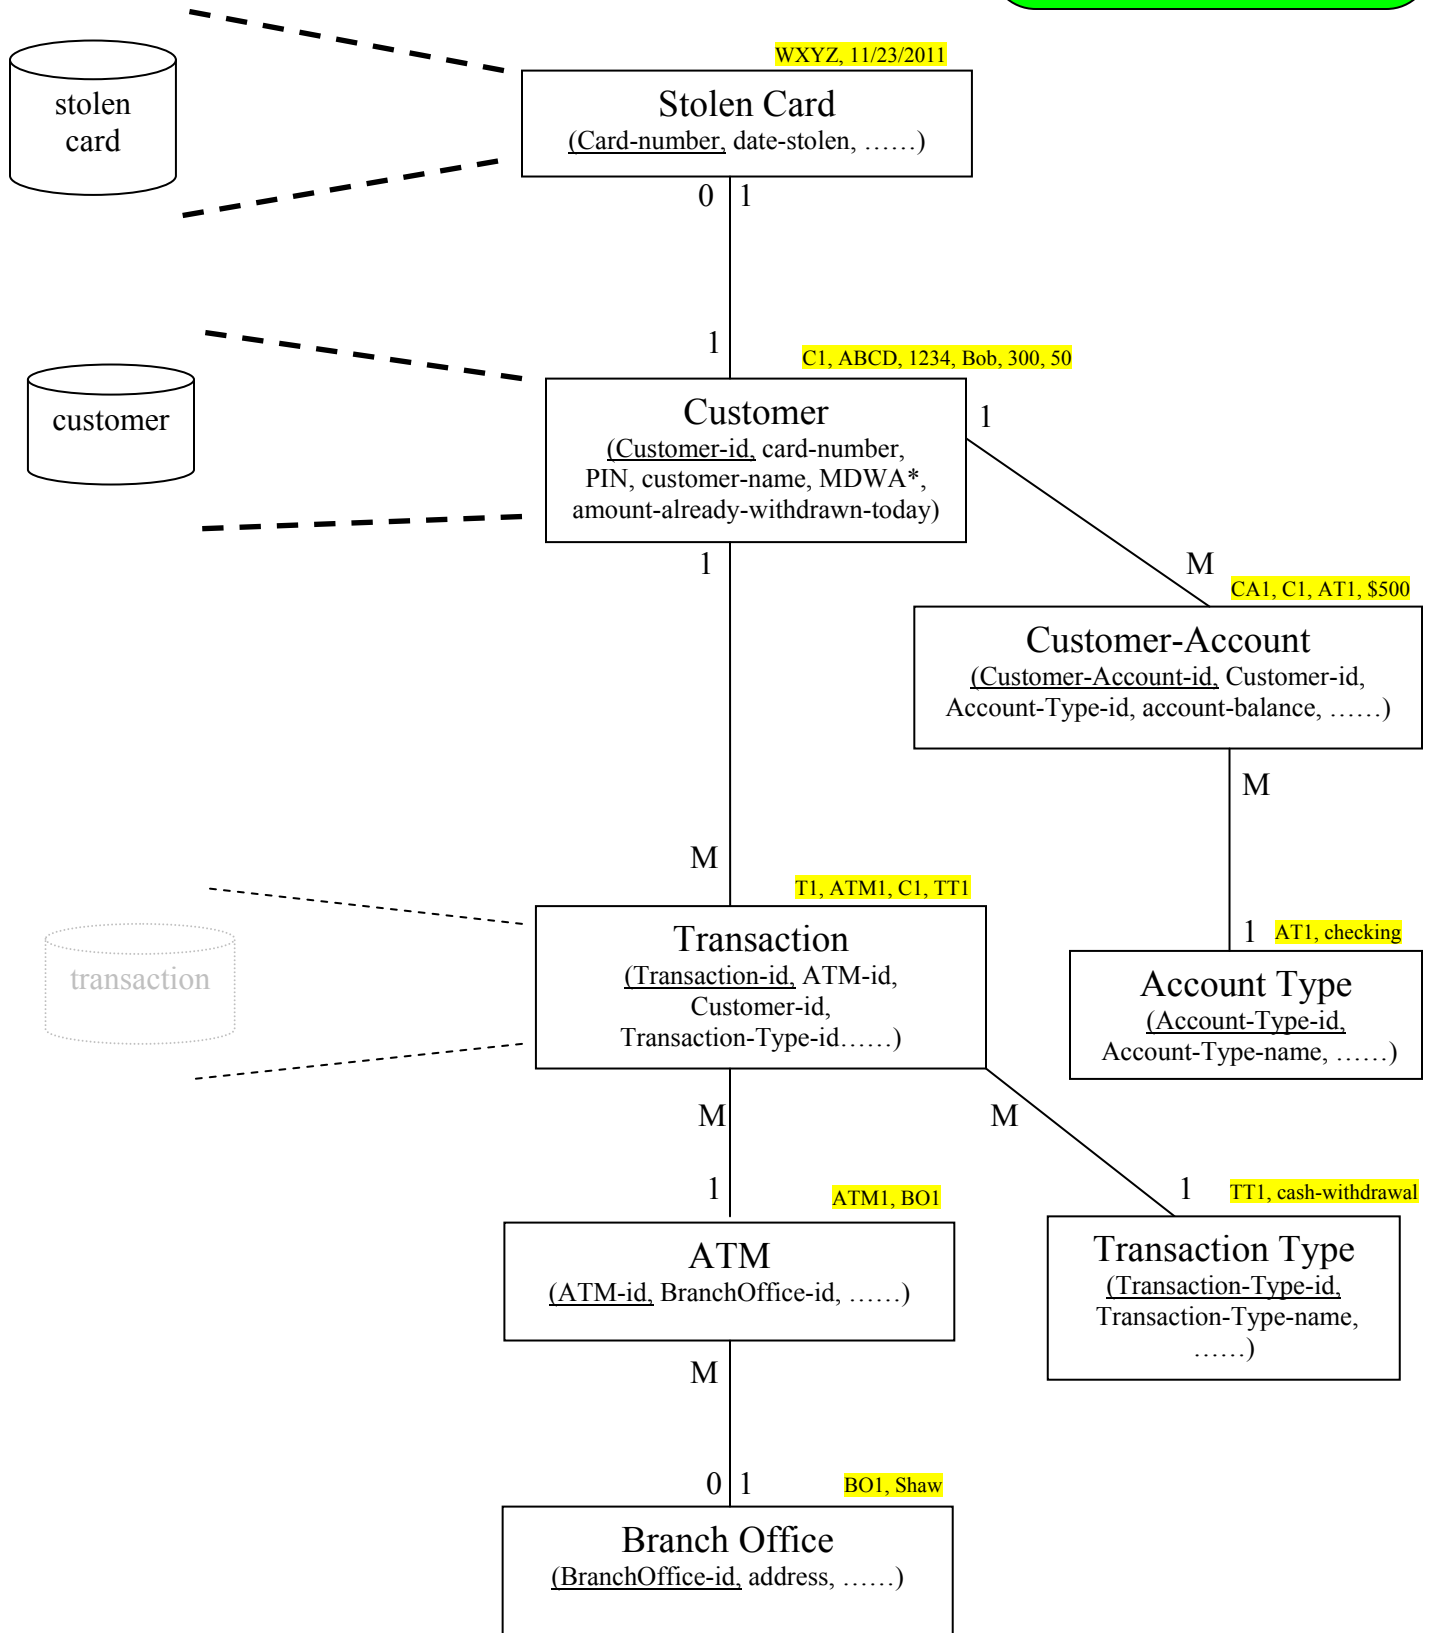 WXYZ, 11/23/2011
stolen
card
Stolen Card
(Card-number, date-stolen, ……)
0 1
1
C1, ABCD, 1234, Bob, 300, 50
customer
Customer
(Customer-id, card-number,
PIN, customer-name, MDWA*,
amount-already-withdrawn-today)
1
1
M
CA1, C1, AT1, $500
Customer-Account
(Customer-Account-id, Customer-id,
Account-Type-id, account-balance, ……)
M
M
T1, ATM1, C1, TT1
transaction
Transaction
(Transaction-id, ATM-id,
Customer-id,
Transaction-Type-id……)
1
AT1, checking
Account Type
(Account-Type-id,
Account-Type-name, ……)
M
M
1
ATM1, BO1
1
TT1, cash-withdrawal
ATM
(ATM-id, BranchOffice-id, ……)
Transaction Type
(Transaction-Type-id,
Transaction-Type-name,
……)
M
0 1
BO1, Shaw
Branch Office
(BranchOffice-id, address, ……)